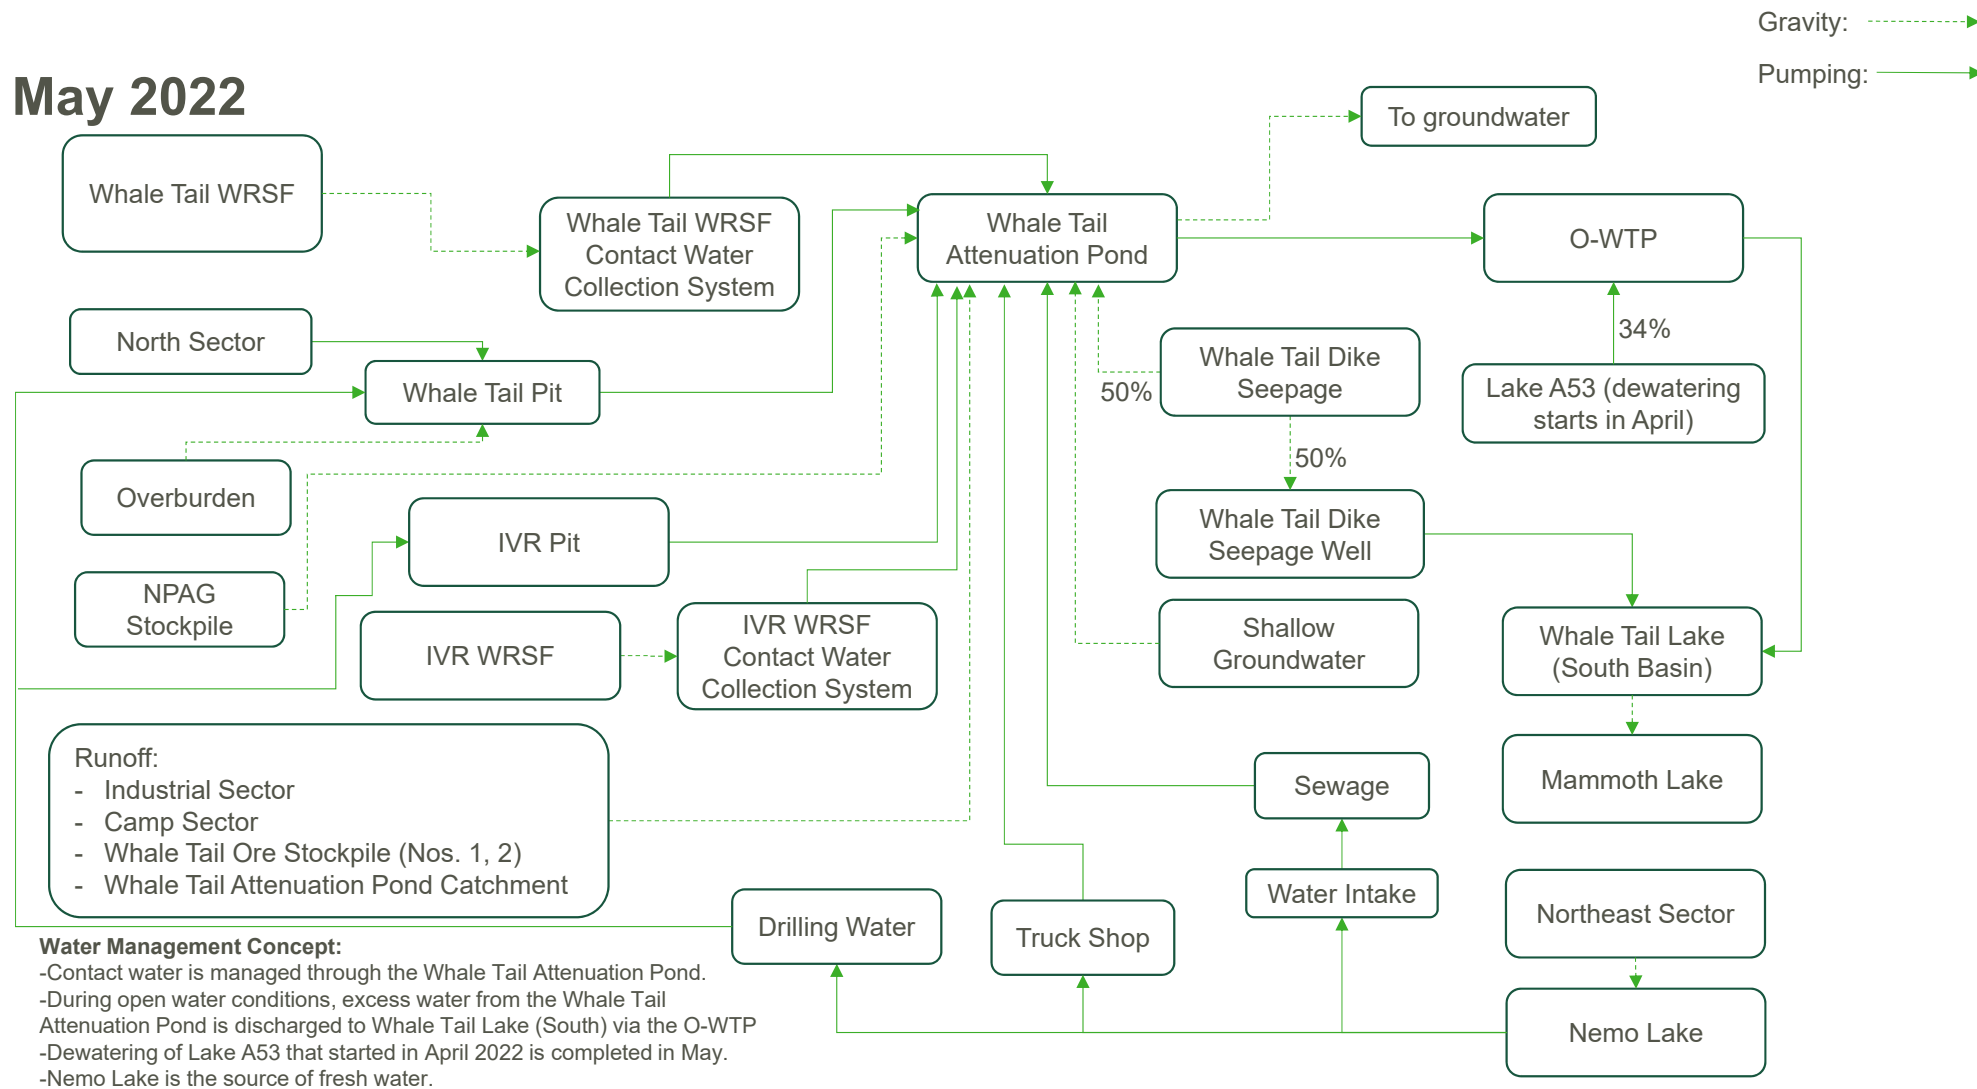 Gravity:
Pumping:
May 2022
To groundwater
Whale Tail WRSF
Whale Tail WRSF
Contact Water
Collection System
Whale Tail
Attenuation Pond
O-WTP
North Sector
Whale Tail Pit
Whale Tail Dike
Seepage
50%
50%
34%
Lake A53 (dewatering
starts in April)
Overburden
IVR Pit
Whale Tail Dike
Seepage Well
NPAG
Stockpile
IVR WRSF
IVR WRSF
Contact Water
Collection System
Shallow
Groundwater
Whale Tail Lake
(South Basin)
Runoff:
- Industrial Sector
- Camp Sector
- Whale Tail Ore Stockpile (Nos. 1, 2)
- Whale Tail Attenuation Pond Catchment
Sewage
Mammoth Lake
Water Intake
Drilling Water
Truck Shop
Northeast Sector
Nemo Lake
Water Management Concept:
-Contact water is managed through the Whale Tail Attenuation Pond.
-During open water conditions, excess water from the Whale Tail
Attenuation Pond is discharged to Whale Tail Lake (South) via the O-WTP
-Dewatering of Lake A53 that started in April 2022 is completed in May.
-Nemo Lake is the source of fresh water.